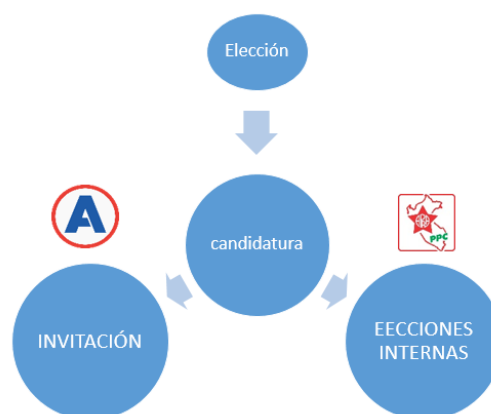 Elección
candidatura
A
PPC
INVITACIÓN
EECCIONES
INTERNAS